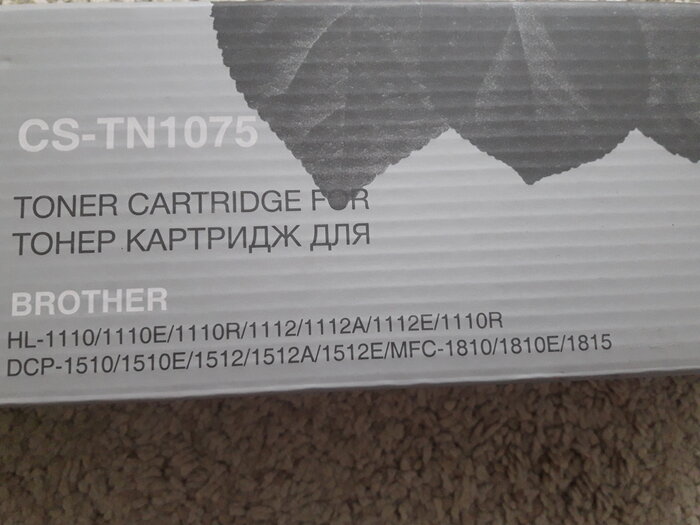 CS-TN1075
TONER CARTRIDGE FOR
ТОНЕР КАРТРИДЖ ДЛЯ
BROTHER
HL-1110/1110E/1110R/1112/1112A/1112E/1110R
DCP-1510/1510E/1512/1512A/1512E/MFC-1810/1810E/1815